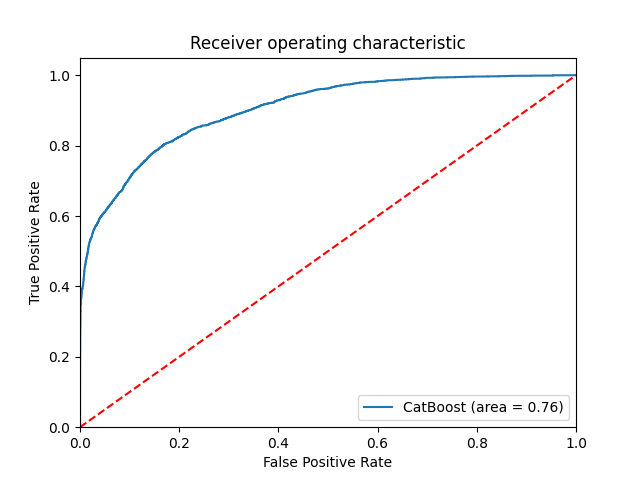 Receiver operating characteristic
True Positive Rate
1.0
0.8
0.6
0.4
0.2
0.0
0.0 0.2 0.4 0.6 0.8 1.0
False Positive Rate
CatBoost (area = 0.76)